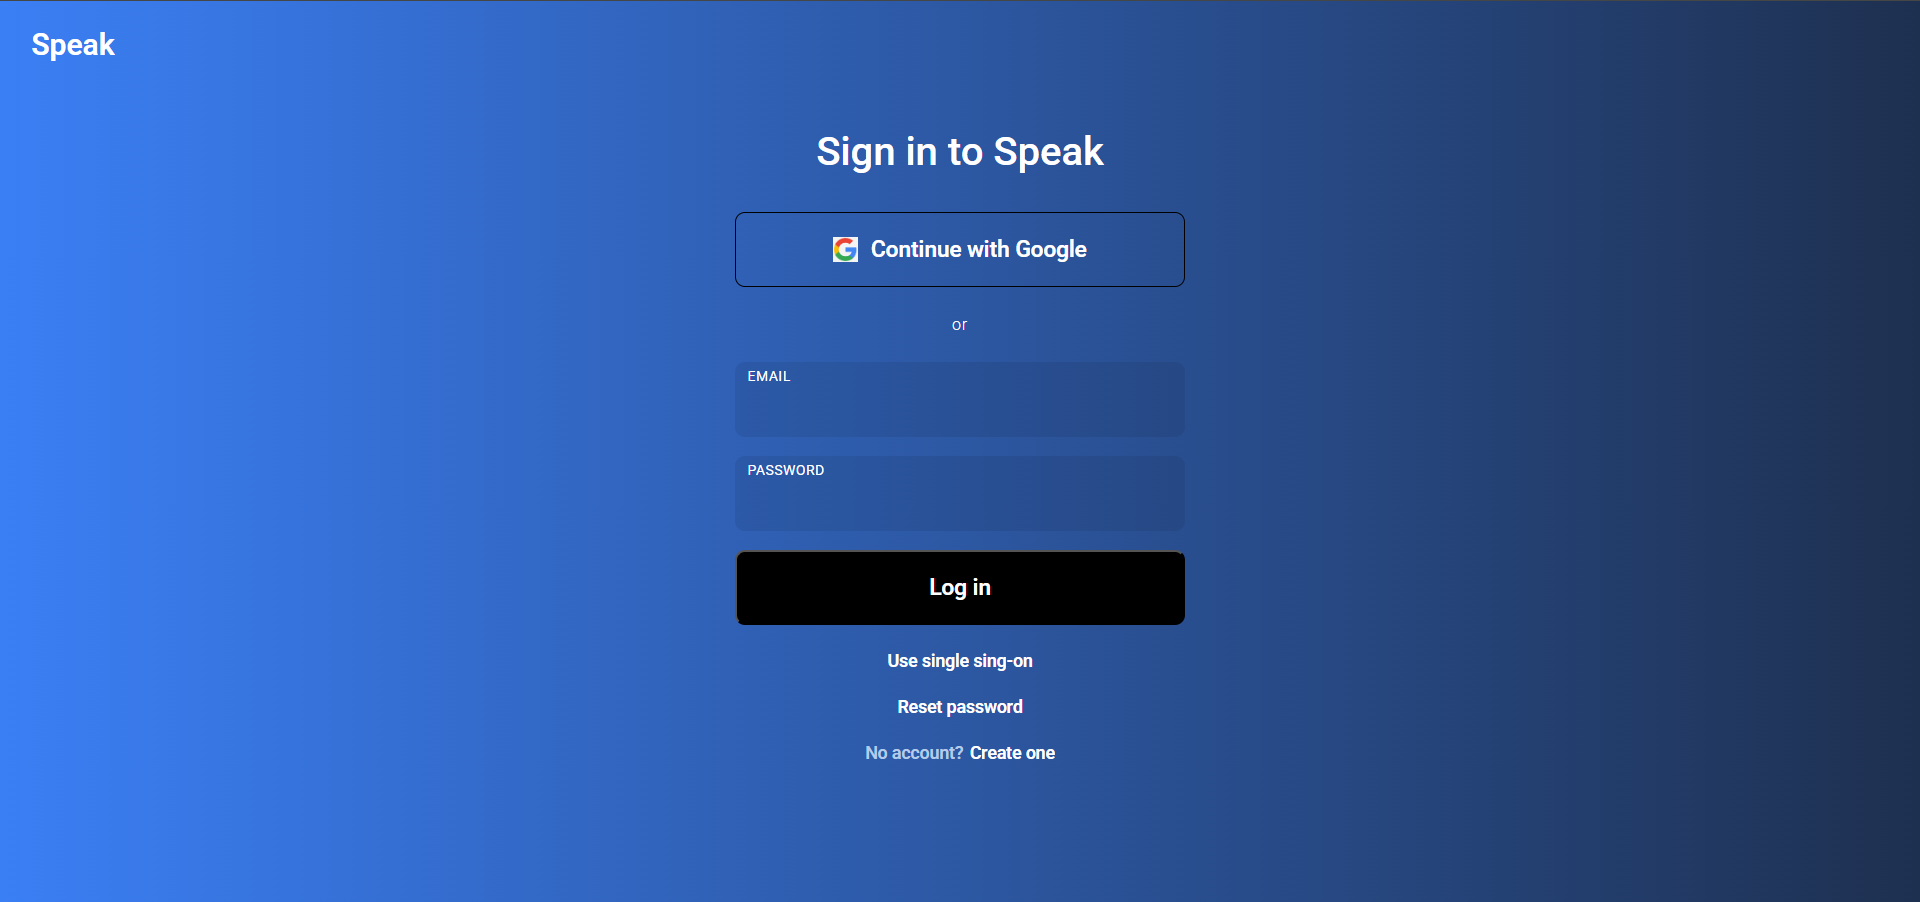 Speak
Sign in to Speak
Continue with Google
or
EMAIL
PASSWORD
Log in
Use single sing-on
Reset password
No account? Create one